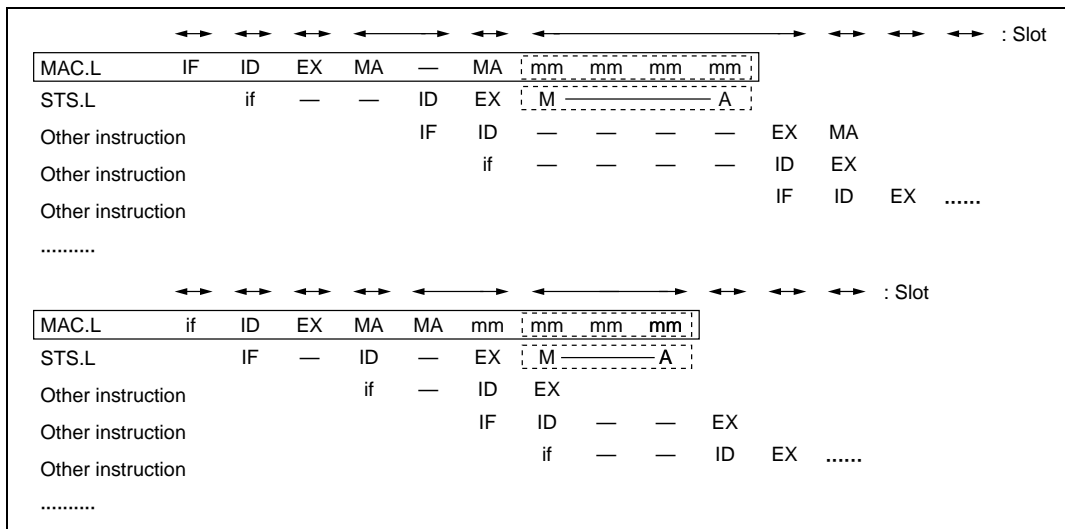 : Slot
MAC.L IF ID EX MA — MA mm mm mm mm
STS.L if — — ID EX M A
Other instruction IF ID — — — — EX MA
Other instruction if — — — — ID EX
Other instruction IF ID EX ......
..........
: Slot
MAC.L if ID EX MA MA mm mm mm mm
STS.L IF — ID — EX M A
Other instruction if — ID EX
Other instruction IF ID — — EX
Other instruction if — — ID EX ......
..........